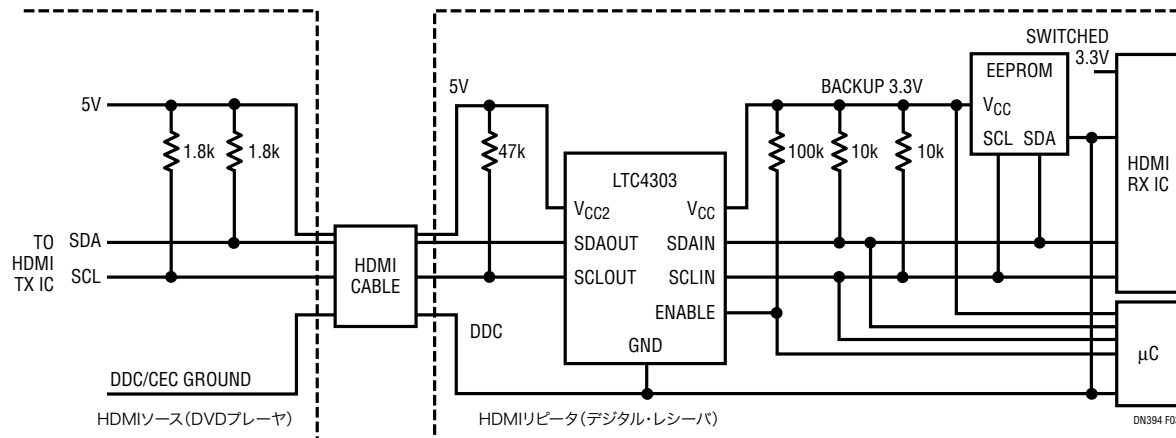 SWITCHED
3.3V
EEPROM
5V
5V
BACKUP 3.3V
VCC
SCL SDA
1.8k
1.8k
47k
100k
10k
10k
HDMI
RX IC
LTC4303
VCC2
VCC
TO
HDMI
TX IC
SDA
SCL
HDMI
CABLE
SDAOUT
SDAIN
SCLOUT
SCLIN
ENABLE
GND
DDC
μC
DDC/CEC GROUND
HDMIソース(DVDプレーヤ)
HDMIリピータ(デジタル・レシーバ)